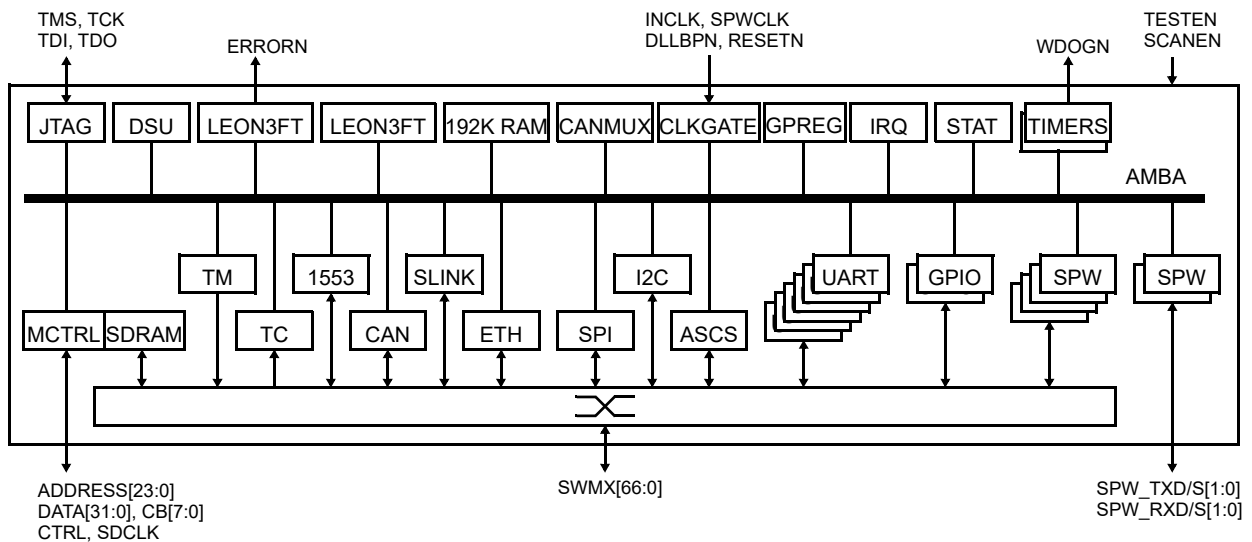 TMS, TCK
TDI, TDO
ERRORN
INCLK, SPWCLK
DLLBPN, RESETN
WDOGN
TESTEN
SCANEN
JTAG
DSU
LEON3FT
LEON3FT
192K RAM
CANMUX
CLKGATE
GPREG
IRQ
STAT
TIMERS
AMBA
TM
1553
SLINK
I2C
UART
GPIO
SPW
SPW
MCTRL
SDRAM
TC
CAN
ETH
SPI
ASCS
ADDRESS[23:0]
DATA[31:0], CB[7:0]
CTRL, SDCLK
SWMX[66:0]
SPW_TXD/S[1:0]
SPW_RXD/S[1:0]